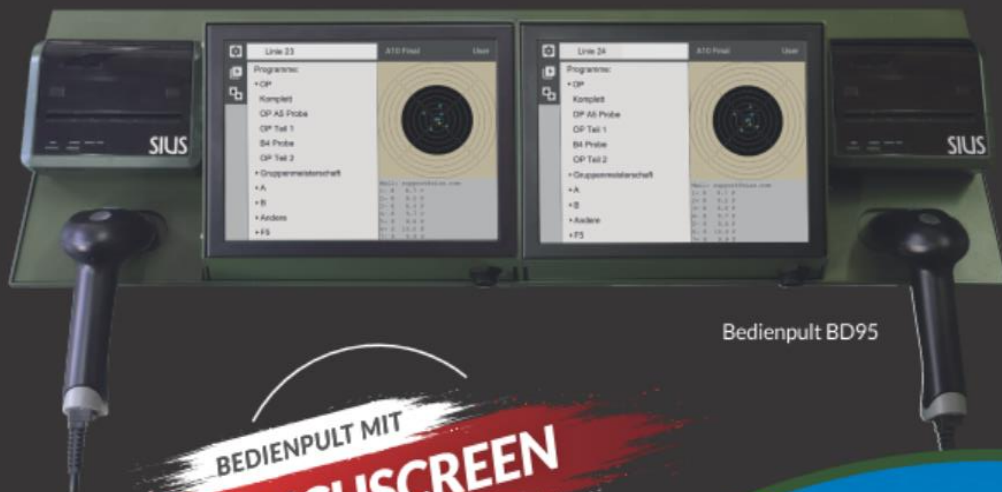 Linie 23
A10 Final
User
Programme:
OP
Komplett
OP A5 Probe
OP Teil 1
B4 Probe
OP Teil 2
Gruppenmeisterschaft
A
B
Andere
F5
Linie 24
A10 Final
User
Programme:
OP
Komplett
OP A5 Probe
OP Teil 1
B4 Probe
OP Teil 2
Gruppenmeisterschaft
A
B
Andere
F5
SIUS
SIUS
Bedienpult BD95
BEDIENPULT MIT